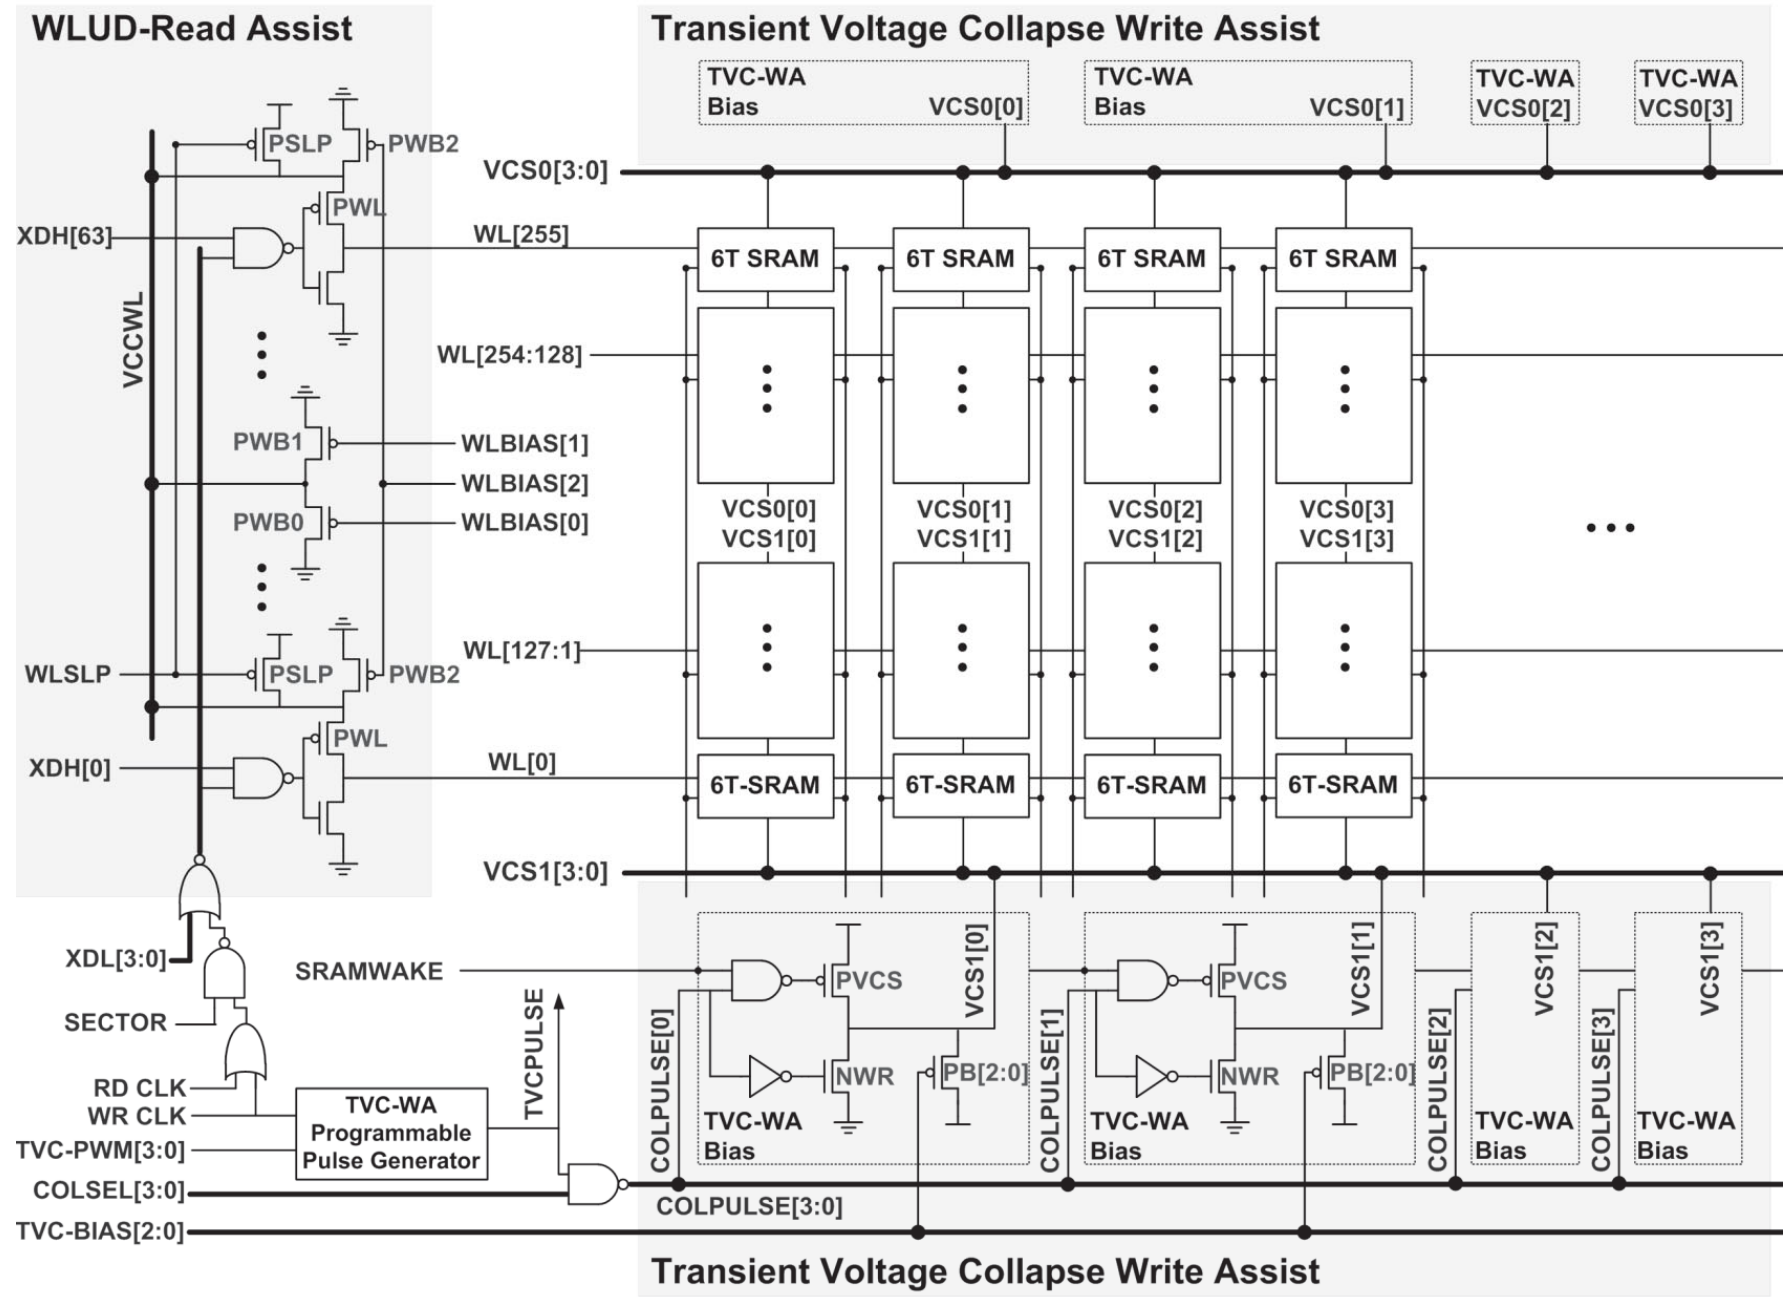 WLUD-Read Assist
Transient Voltage Collapse Write Assist
TVC-WA
Bias
VCS0[0]
TVC-WA
Bias
VCS0[1]
TVC-WA
VCS0[2]
TVC-WA
VCS0[3]
PSLP
PWB2
VCS0[3:0]
PWL
XDH[63]
WL[255]
6T SRAM
6T SRAM
6T SRAM
6T SRAM
VCCWL
WL[254:128]
PWB1
WLBIAS[1]
WLBIAS[2]
PWB0
WLBIAS[0]
VCS0[0]
VCS1[0]
VCS0[1]
VCS1[1]
VCS0[2]
VCS1[2]
VCS0[3]
VCS1[3]
WL[127:1]
WLSLP
PSLP
PWB2
PWL
XDH[0]
WL[0]
6T-SRAM
6T-SRAM
6T-SRAM
6T-SRAM
VCS1[3:0]
XDL[3:0]
SRAMWAKE
SECTOR
RD CLK
WR CLK
TVC-PWM[3:0]
COLSEL[3:0]
TVC-BIAS[2:0]
TVC-WA
Programmable
Pulse Generator
TVCPULSE
COLPULSE[0]
PVCS
VCS1[0]
NWR
PB[2:0]
TVC-WA
Bias
COLPULSE[1]
PVCS
VCS1[1]
NWR
PB[2:0]
TVC-WA
Bias
COLPULSE[2]
VCS1[2]
TVC-WA
Bias
COLPULSE[3]
VCS1[3]
TVC-WA
Bias
COLPULSE[3:0]
Transient Voltage Collapse Write Assist